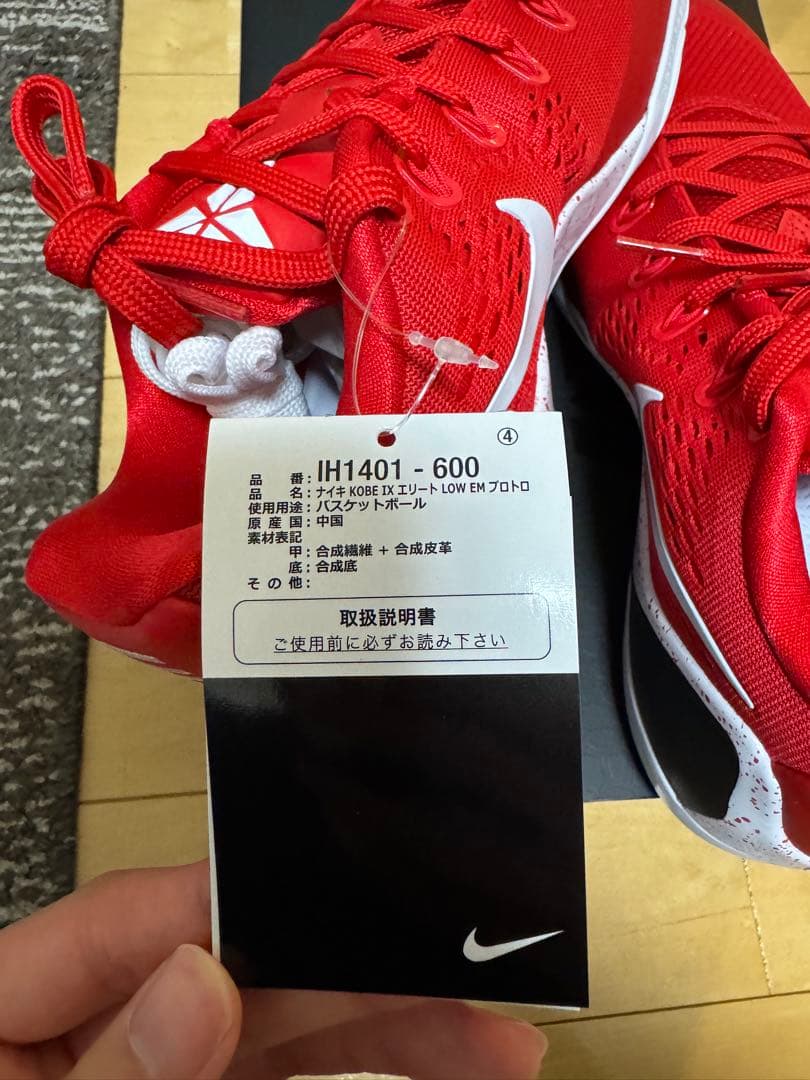 ④
品番：IH1401 - 600
品名：ナイキ KOBE IX エリート LOW EM プロトロ
使用用途：バスケットボール
原産国：中国
素材表記
甲：合成繊維 + 合成皮革
底：合成底
その他：
取扱説明書
ご使用前に必ずお読み下さい